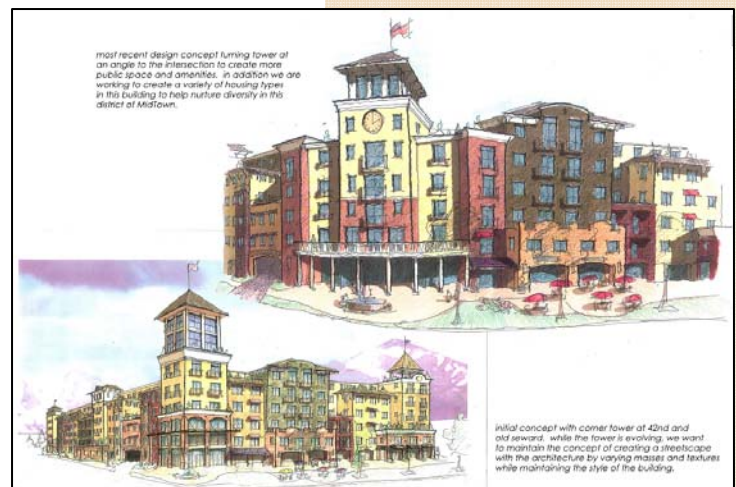 most recent design concept turning tower at
an angle to the intersection to create more
public space and amenities. in addition we are
working to create a variety of housing types
in this building to help nurture diversity in this
district of MidTown.
initial concept with corner tower at 42nd and
old seward. while the tower is evolving, we want
to maintain the concept of creating a streetscape
with the architecture by varying masses and textures
while maintaining the style of the building.